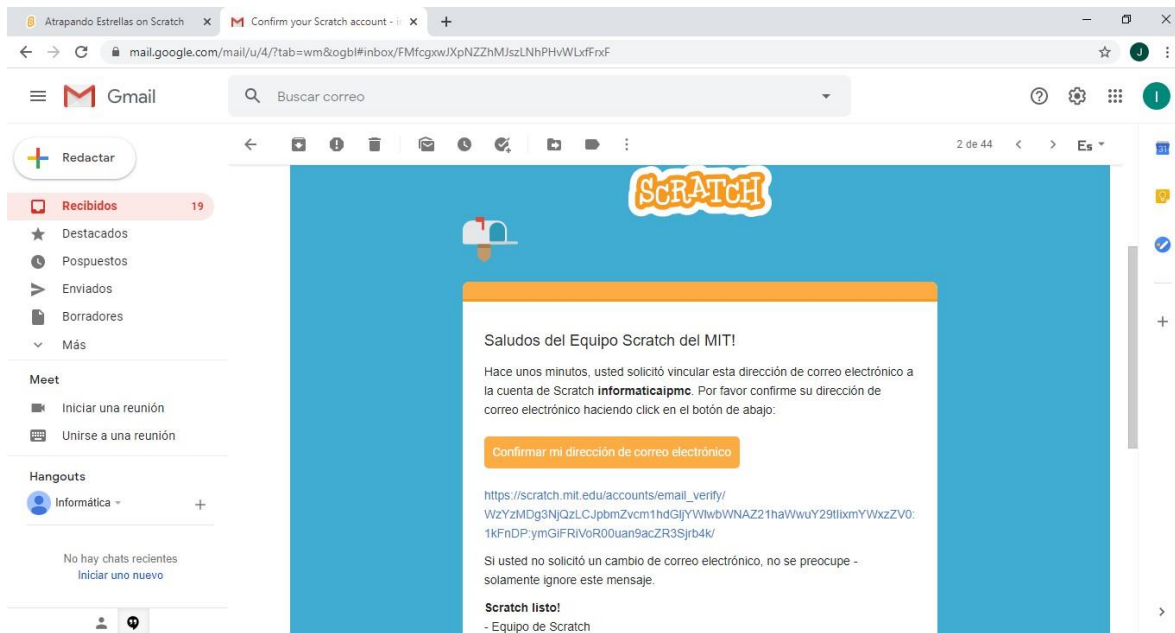 Atrapando Estrellas on Scratch
Confirm your Scratch account - i
mail.google.com/mail/u/4/?tab=wm&ogbl#inbox/FMfcgxwJXpNZZhMJszLNhPHvWLxfFrxF
J
Gmail
Buscar correo
I
Redactar
2 de 44
Es
31
Recibidos 19
Destacados
Pospuestos
Enviados
Borradores
Más
Meet
Iniciar una reunión
Unirse a una reunión
Hangouts
Informática
No hay chats recientes
Iniciar uno nuevo
SCRATCH
Saludos del Equipo Scratch del MIT!
Hace unos minutos, usted solicitó vincular esta dirección de correo electrónico a
la cuenta de Scratch informaticaipmc. Por favor confirme su dirección de
correo electrónico haciendo click en el botón de abajo:
Confirmar mi dirección de correo electrónico
https://scratch.mit.edu/accounts/email_verify/
WzYzMDg3NjQzLCJpbmZvcm1hdGljYWlwbWNAZ21haWwuY29tIixmYWxzZV0:
1kFnDP:ymGiFRiVoR00uan9acZR3Sjrb4k/
Si usted no solicitó un cambio de correo electrónico, no se preocupe -
solamente ignore este mensaje.
Scratch listo!
- Equipo de Scratch